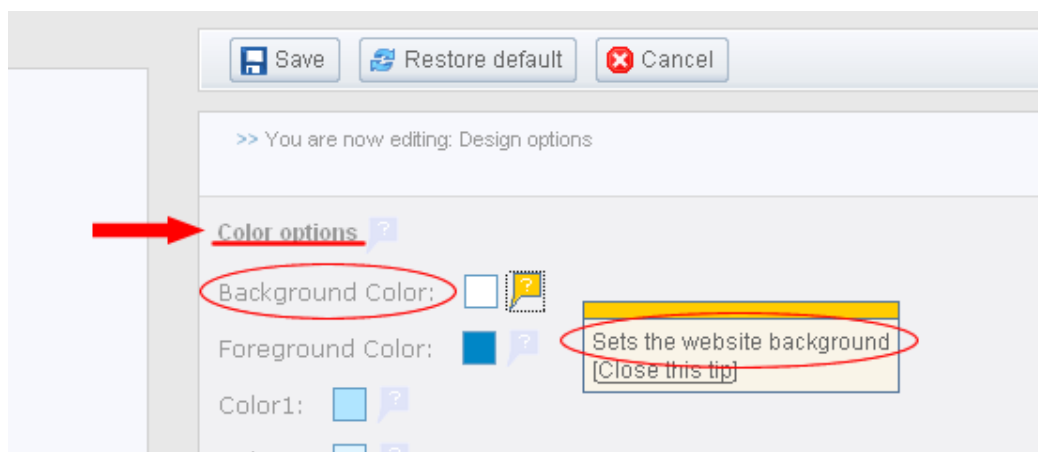 Save Restore default Cancel
>> You are now editing: Design options
Color options ?
Background Color: ?
Foreground Color: ?
Sets the website background
[Close this tip]
Color1: ?